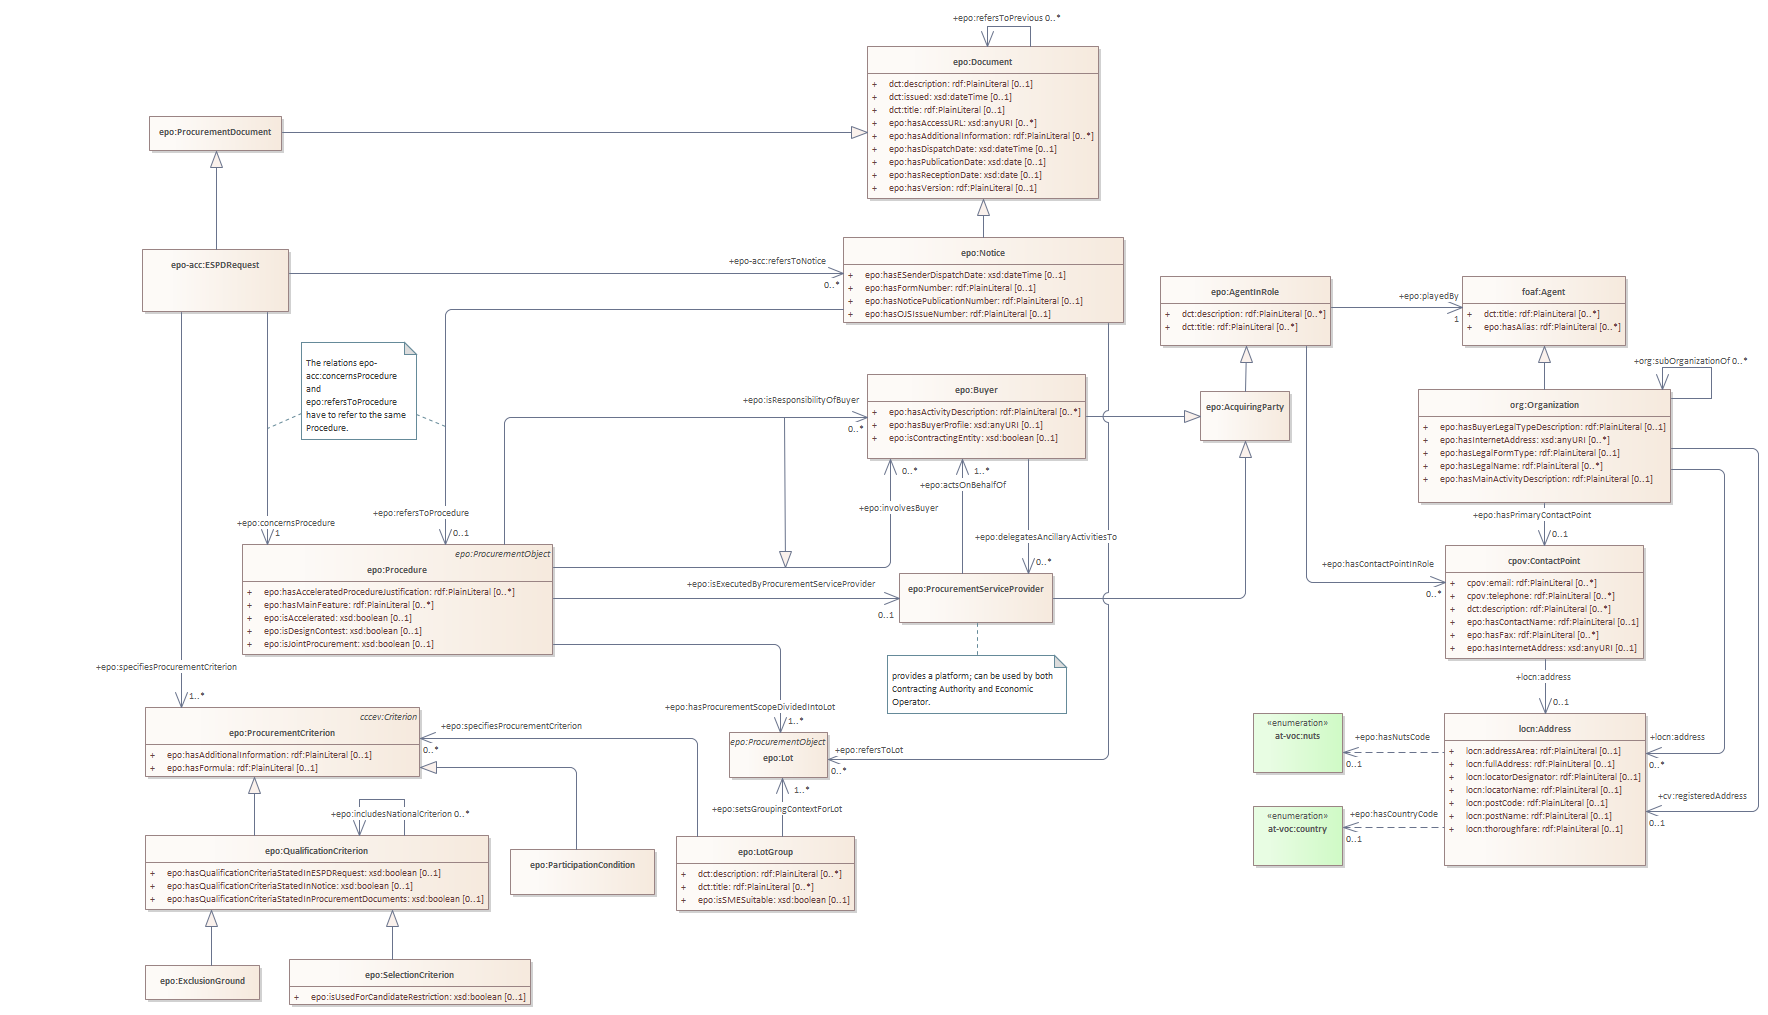 +epo:refersToPrevious 0..*
epo:Document
+ dct:description: rdf:PlainLiteral [0..1]
+ dct:issued: xsd:dateTime [0..1]
+ dct:title: rdf:PlainLiteral [0..1]
+ epo:hasAccessURL: xsd:anyURI [0..*]
+ epo:hasAdditionalInformation: rdf:PlainLiteral [0..*]
+ epo:hasDispatchDate: xsd:dateTime [0..1]
+ epo:hasPublicationDate: xsd:date [0..1]
+ epo:hasReceptionDate: xsd:date [0..1]
+ epo:hasVersion: rdf:PlainLiteral [0..1]
epo:ProcurementDocument
epo-acc:ESPDRequest
+epo-acc:refersToNotice
0..*
epo:Notice
+ epo:hasESenderDispatchDate: xsd:dateTime [0..1]
+ epo:hasFormNumber: rdf:PlainLiteral [0..1]
+ epo:hasNoticePublicationNumber: rdf:PlainLiteral [0..1]
+ epo:hasOJSIssueNumber: rdf:PlainLiteral [0..1]
epo:AgentInRole
+ dct:description: rdf:PlainLiteral [0..*]
+ dct:title: rdf:PlainLiteral [0..*]
+epo:playedBy
1
foaf:Agent
+ dct:title: rdf:PlainLiteral [0..*]
+ epo:hasAlias: rdf:PlainLiteral [0..*]
The relations epo-
acc:concernsProcedure
and
epo:refersToProcedure
have to refer to the same
Procedure.
+epo:isResponsibilityOfBuyer
0..*
epo:Buyer
+ epo:hasActivityDescription: rdf:PlainLiteral [0..*]
+ epo:hasBuyerProfile: xsd:anyURI [0..*]
+ epo:isContractingEntity: xsd:boolean [0..1]
epo:AcquiringParty
+org:subOrganizationOf 0..*
org:Organization
+ epo:hasBuyerLegalTypeDescription: rdf:PlainLiteral [0..1]
+ epo:hasInternetAddress: xsd:anyURI [0..*]
+ epo:hasLegalFormType: rdf:PlainLiteral [0..1]
+ epo:hasLegalName: rdf:PlainLiteral [0..*]
+ epo:hasMainActivityDescription: rdf:PlainLiteral [0..1]
0..*
1..*
+epo:actsOnBehalfOf
+epo:involvesBuyer
+epo:delegatesAncillaryActivitiesTo
0..*
+epo:concernsProcedure
1
+epo:refersToProcedure
0..1
+epo:hasPrimaryContactPoint
0..1
epo:ProcurementObject
epo:Procedure
+ epo:hasAcceleratedProcedureJustification: rdf:PlainLiteral [0..*]
+ epo:hasMainFeature: rdf:PlainLiteral [0..*]
+ epo:isAccelerated: xsd:boolean [0..1]
+ epo:isDesignContest: xsd:boolean [0..1]
+ epo:isJointProcurement: xsd:boolean [0..1]
+epo:isExecutedByProcurementServiceProvider
0..1
epo:ProcurementServiceProvider
+epo:hasContactPointInRole
0..*
cpov:ContactPoint
+ cpov:email: rdf:PlainLiteral [0..*]
+ cpov:telephone: rdf:PlainLiteral [0..*]
+ dct:description: rdf:PlainLiteral [0..*]
+ epo:hasContactName: rdf:PlainLiteral [0..1]
+ epo:hasFax: rdf:PlainLiteral [0..*]
+ epo:hasInternetAddress: xsd:anyURI [0..1]
provides a platform; can be used by both
Contracting Authority and Economic
Operator.
+epo:specifiesProcurementCriterion
1..*
+locn:address
0..1
cccev:Criterion
epo:ProcurementCriterion
+ epo:hasAdditionalInformation: rdf:PlainLiteral [0..1]
+ epo:hasFormula: rdf:PlainLiteral [0..1]
+epo:specifiesProcurementCriterion
0..*
+epo:hasProcurementScopeDividedIntoLot
1..*
epo:ProcurementObject
epo:Lot
+epo:refersToLot
0..*
«enumeration»
at-voc:nuts
+epo:hasNutsCode
0..1
locn:Address
+ locn:addressArea: rdf:PlainLiteral [0..1]
+ locn:fullAddress: rdf:PlainLiteral [0..1]
+ locn:locatorDesignator: rdf:PlainLiteral [0..1]
+ locn:locatorName: rdf:PlainLiteral [0..1]
+ locn:postCode: rdf:PlainLiteral [0..1]
+ locn:postName: rdf:PlainLiteral [0..1]
+ locn:thoroughfare: rdf:PlainLiteral [0..1]
+locn:address
0..*
+cv:registeredAddress
0..1
«enumeration»
at-voc:country
+epo:hasCountryCode
0..1
+epo:includesNationalCriterion 0..*
1..*
+epo:setsGroupingContextForLot
epo:QualificationCriterion
+ epo:hasQualificationCriteriaStatedInESPDRequest: xsd:boolean [0..1]
+ epo:hasQualificationCriteriaStatedInNotice: xsd:boolean [0..1]
+ epo:hasQualificationCriteriaStatedInProcurementDocuments: xsd:boolean [0..1]
epo:ParticipationCondition
epo:LotGroup
+ dct:description: rdf:PlainLiteral [0..*]
+ dct:title: rdf:PlainLiteral [0..*]
+ epo:isSMESuitable: xsd:boolean [0..1]
epo:ExclusionGround
epo:SelectionCriterion
+ epo:isUsedForCandidateRestriction: xsd:boolean [0..1]